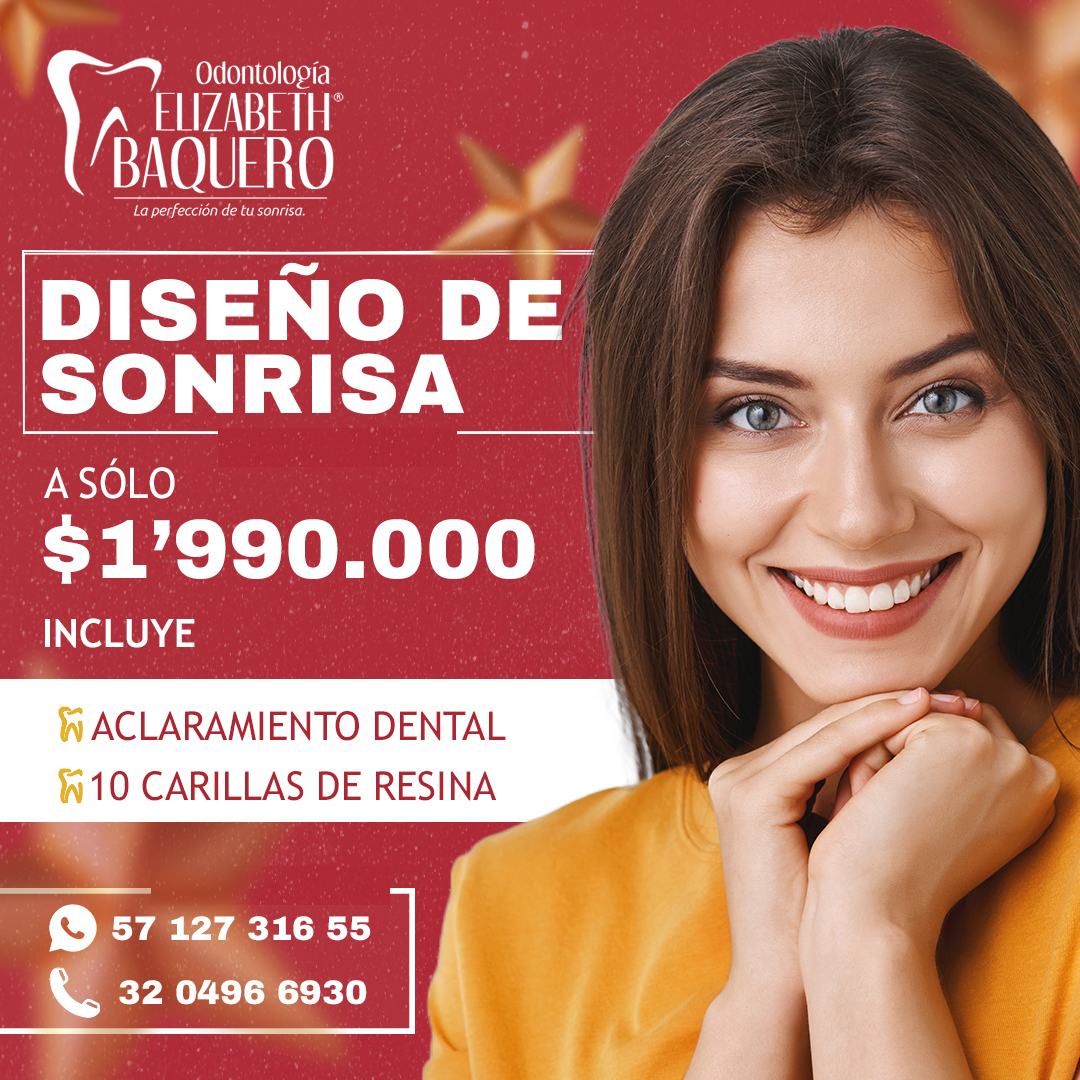 Odontología
ELIZABETH®
BAQUERO
La perfección de tu sonrisa.
DISEÑO DE
SONRISA
A SÓLO
$1’990.000
INCLUYE
ACLARAMIENTO DENTAL
10 CARILLAS DE RESINA
57 127 316 55
32 0496 6930